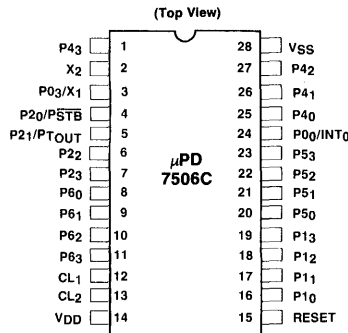 (Top View)
P4₃ 1 28 VSS
X₂ 2 27 P4₂
P0₃/X₁ 3 26 P4₁
P2₀/PS̅T̅B̅ 4 25 P4₀
P2₁/PTOUT 5 24 P0₀/INT₀
P2₂ 6 23 P5₃
P2₃ 7 22 P5₂
P6₀ 8 21 P5₁
P6₁ 9 20 P5₀
P6₂ 10 19 P1₃
P6₃ 11 18 P1₂
CL₁ 12 17 P1₁
CL₂ 13 16 P1₀
VDD 14 15 RESET
μPD
7506C